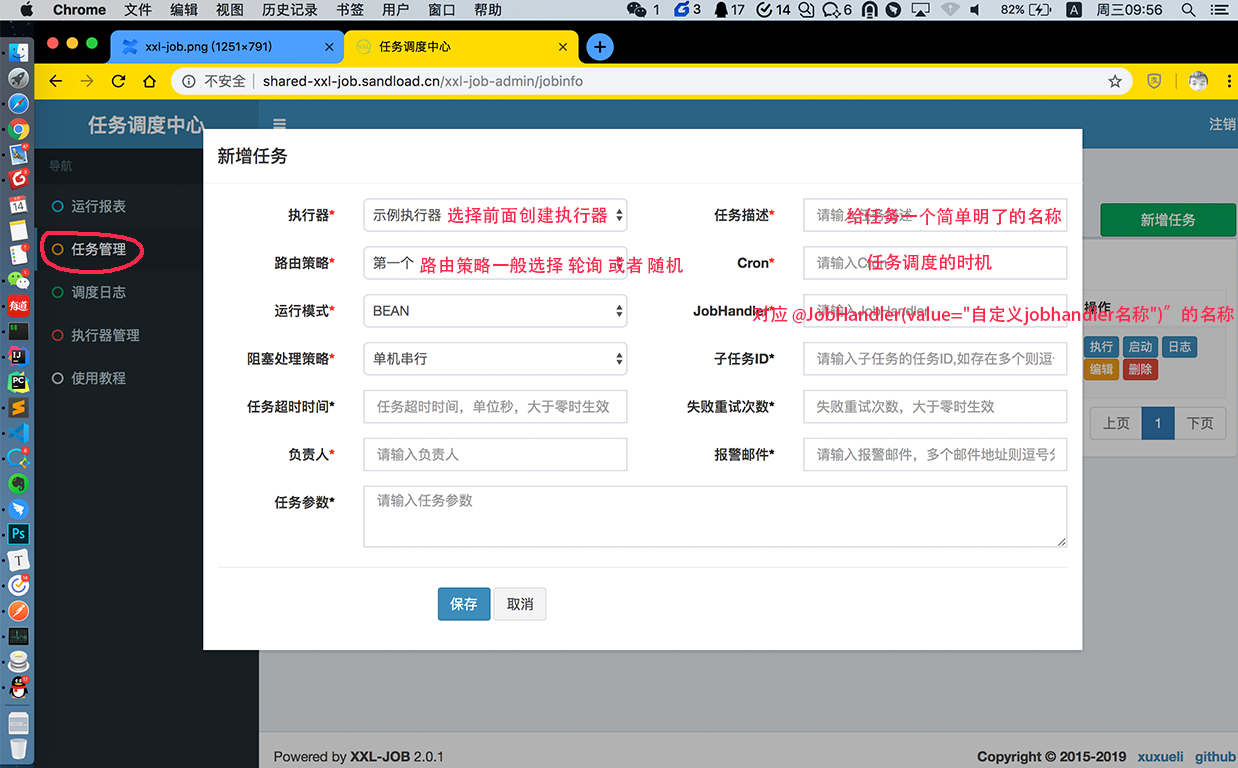 Chrome 文件 编辑 视图 历史记录 书签 用户 窗口 帮助 1 3 17 14 6 82% A 周三09:56
xxl-job.png (1251×791) 任务调度中心
不安全 shared-xxl-job.sandload.cn/xxl-job-admin/jobinfo
任务调度中心 注销
导航
运行报表
任务管理
调度日志
执行器管理
使用教程
新增任务
新增任务
执行器* 示例执行器 选择前面创建执行器 任务描述* 给任务一个简单明了的名称
路由策略* 第一个 路由策略一般选择 轮询 或者 随机 Cron* 任务调度的时机
运行模式* BEAN JobHandler* 请输入JobHandler 对应 @JobHandler(value="自定义jobhandler名称")”的名称
操作
阻塞处理策略* 单机串行 子任务ID* 请输入子任务的任务ID,如存在多个则逗
执行 启动 日志
编辑 删除
任务超时时间* 任务超时时间，单位秒，大于零时生效 失败重试次数* 失败重试次数，大于零时生效
上页 1 下页
负责人* 请输入负责人 报警邮件* 请输入报警邮件，多个邮件地址则逗号分
任务参数* 请输入任务参数
保存 取消
Powered by XXL-JOB 2.0.1 Copyright © 2015-2019 xuxueli github